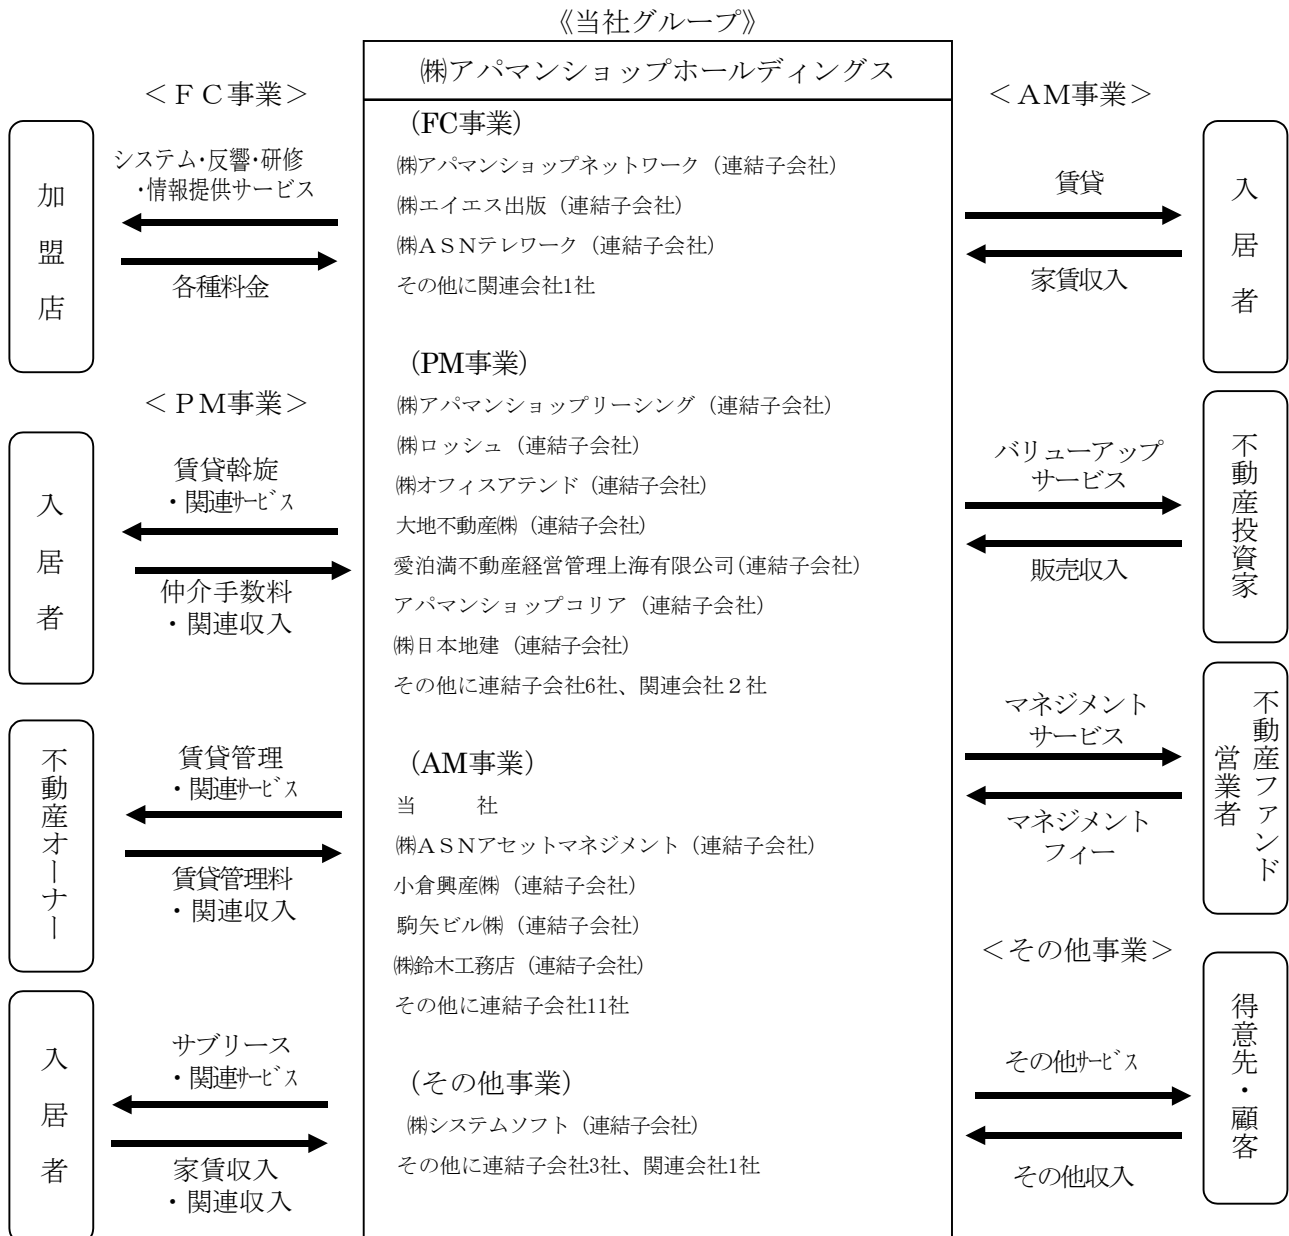 《当社グループ》
㈱アパマンショップホールディングス
＜ＦＣ事業＞
加盟店
システム・反響・研修
・情報提供サービス
各種料金
＜ＰＭ事業＞
入居者
賃貸斡旋
・関連ｻｰﾋﾞｽ
仲介手数料
・関連収入
不動産オーナー
賃貸管理
・関連ｻｰﾋﾞｽ
賃貸管理料
・関連収入
入居者
サブリース
・関連ｻｰﾋﾞｽ
家賃収入
・関連収入
（FC事業）
㈱アパマンショップネットワーク（連結子会社）
㈱エイエス出版（連結子会社）
㈱ＡＳＮテレワーク（連結子会社）
その他に関連会社1社
（PM事業）
㈱アパマンショップリーシング（連結子会社）
㈱ロッシュ（連結子会社）
㈱オフィスアテンド（連結子会社）
大地不動産㈱（連結子会社）
愛泊満不動産経営管理上海有限公司(連結子会社)
アパマンショップコリア（連結子会社）
㈱日本地建（連結子会社）
その他に連結子会社6社、関連会社２社
（AM事業）
当　　　社
㈱ＡＳＮアセットマネジメント（連結子会社）
小倉興産㈱（連結子会社）
駒矢ビル㈱（連結子会社）
㈱鈴木工務店（連結子会社）
その他に連結子会社11社
（その他事業）
㈱システムソフト（連結子会社）
その他に連結子会社3社、関連会社1社
＜ＡＭ事業＞
賃貸
家賃収入
入居者
バリューアップ
サービス
販売収入
不動産投資家
マネジメント
サービス
マネジメント
フィー
不動産ファンド
営業者
＜その他事業＞
その他ｻｰﾋﾞｽ
その他収入
得意先・顧客